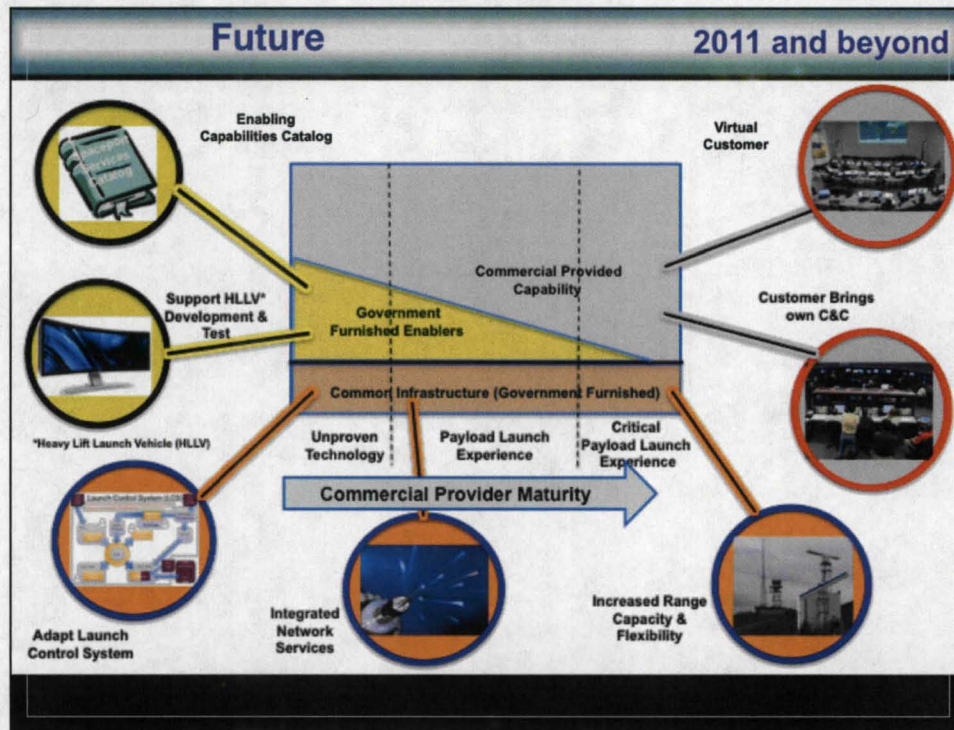 Future
2011 and beyond
Enabling
Capabilities Catalog
Services
Catalog
Virtual
Customer
Commercial Provided
Capability
Support HLLV*
Development &
Test
Government
Furnished Enablers
Customer Brings
own C&C
Common Infrastructure (Government Furnished)
*Heavy Lift Launch Vehicle (HLLV)
Unproven
Technology
Payload Launch
Experience
Critical
Payload Launch
Experience
Commercial Provider Maturity
Launch Control System (LCS)
Adapt Launch
Control System
Integrated
Network
Services
Increased Range
Capacity &
Flexibility